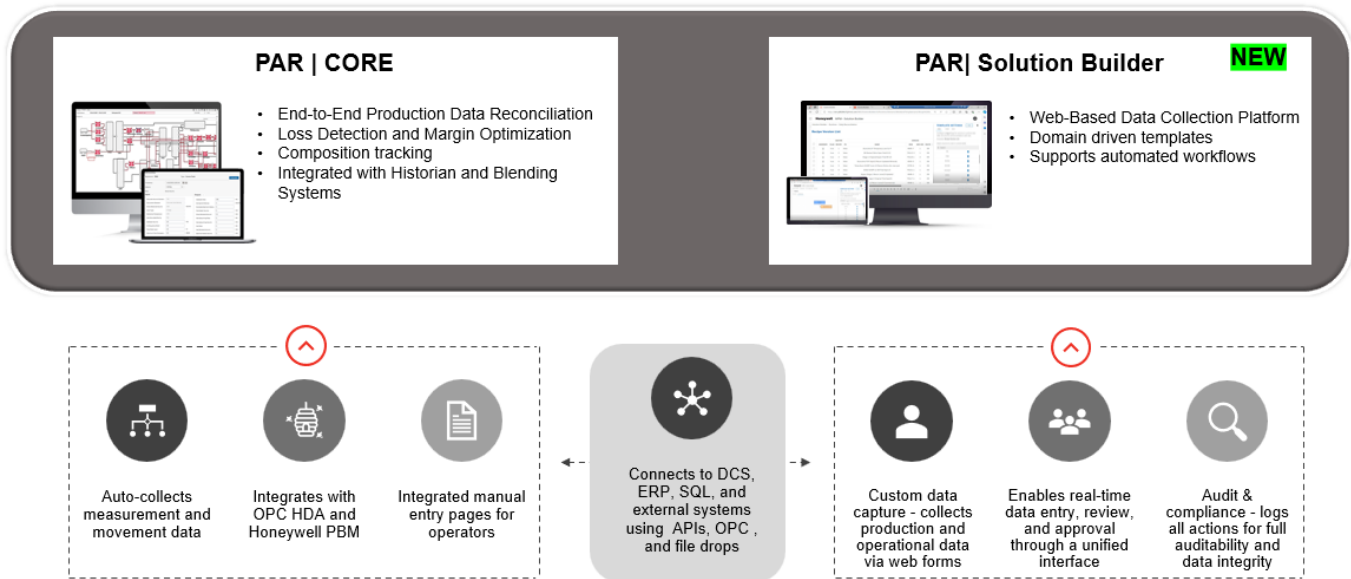 PAR | CORE
End-to-End Production Data Reconciliation
Loss Detection and Margin Optimization
Composition tracking
Integrated with Historian and Blending
Systems
PAR| Solution Builder
NEW
Honeywell
Web-Based Data Collection Platform
Domain driven templates
Supports automated workflows
Auto-collects
measurement and
movement data
Integrates with
OPC HDA and
Honeywell PBM
Integrated manual
entry pages for
operators
Connects to DCS,
ERP, SQL, and
external systems
using APIs, OPC ,
and file drops
Custom data
capture - collects
production and
operational data
via web forms
Enables real-time
data entry, review,
and approval
through a unified
interface
Audit &
compliance - logs
all actions for full
auditability and
data integrity